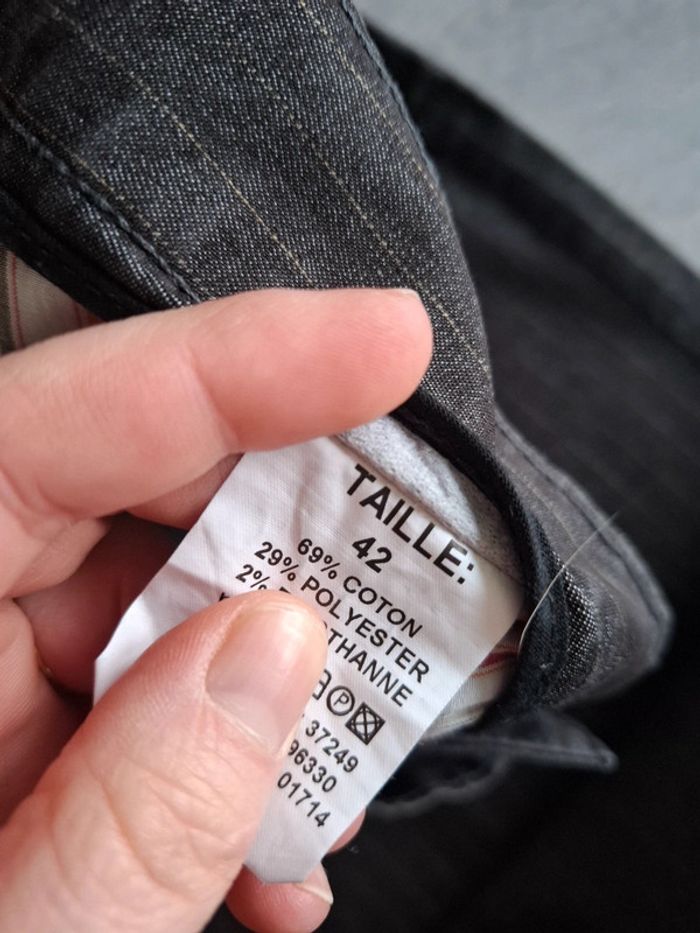 TAILLE:
42
69% COTON
29% POLYESTER
2%
P
37249
96330
01714